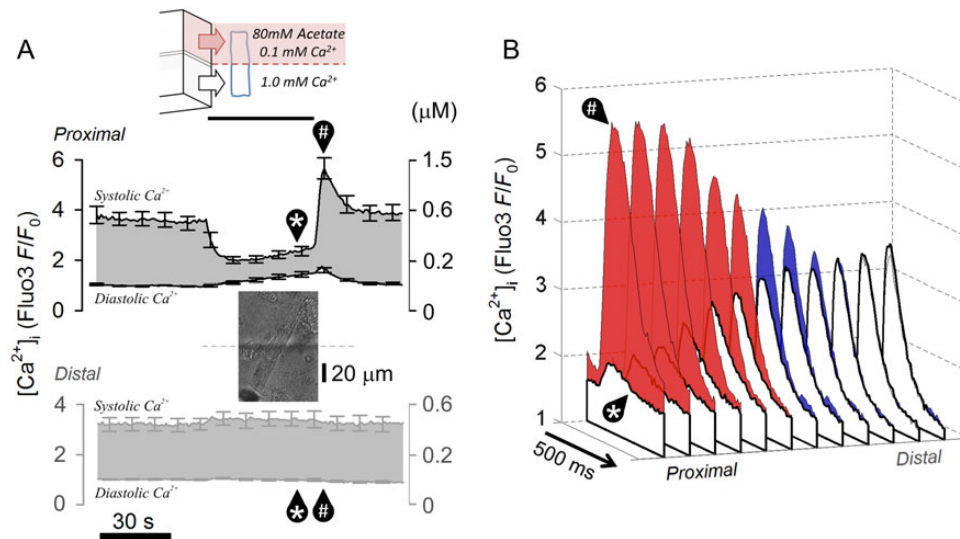 A
80mM Acetate
0.1 mM Ca²⁺
1.0 mM Ca²⁺
Proximal
(μM)
#
6
4
2
0
1.5
0.6
0.2
0
Systolic Ca²⁺
Diastolic Ca²⁺
*
[Ca²⁺]ᵢ (Fluo3 F/F₀)
20 μm
Distal
4
2
0
0.6
0.2
0
Systolic Ca²⁺
Diastolic Ca²⁺
*
#
30 s
B
[Ca²⁺]ᵢ (Fluo3 F/F₀)
6
5
4
3
2
1
#
*
500 ms
Proximal
Distal